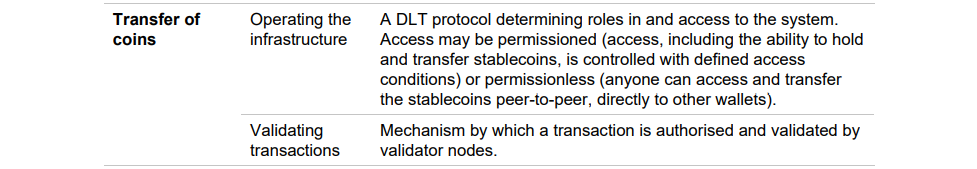 Transfer of coins
Operating the infrastructure
A DLT protocol determining roles in and access to the system.
Access may be permissioned (access, including the ability to hold
and transfer stablecoins, is controlled with defined access
conditions) or permissionless (anyone can access and transfer
the stablecoins peer-to-peer, directly to other wallets).
Validating transactions
Mechanism by which a transaction is authorised and validated by
validator nodes.